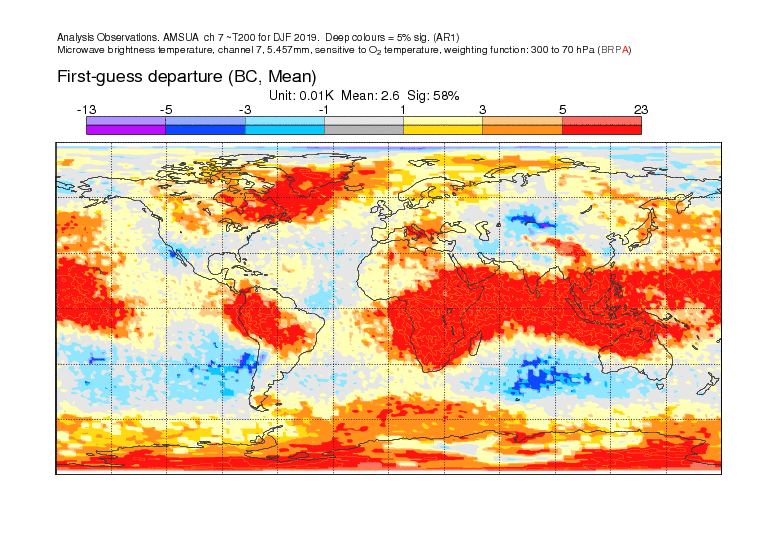 Analysis Observations. AMSUA ch 7 ~T200 for DJF 2019. Deep colours = 5% sig. (AR1)
Microwave brightness temperature, channel 7, 5.457mm, sensitive to O₂ temperature, weighting function: 300 to 70 hPa (BRPA)
First-guess departure (BC, Mean)
Unit: 0.01K Mean: 2.6 Sig: 58%
-13 -5 -3 -1 1 3 5 23